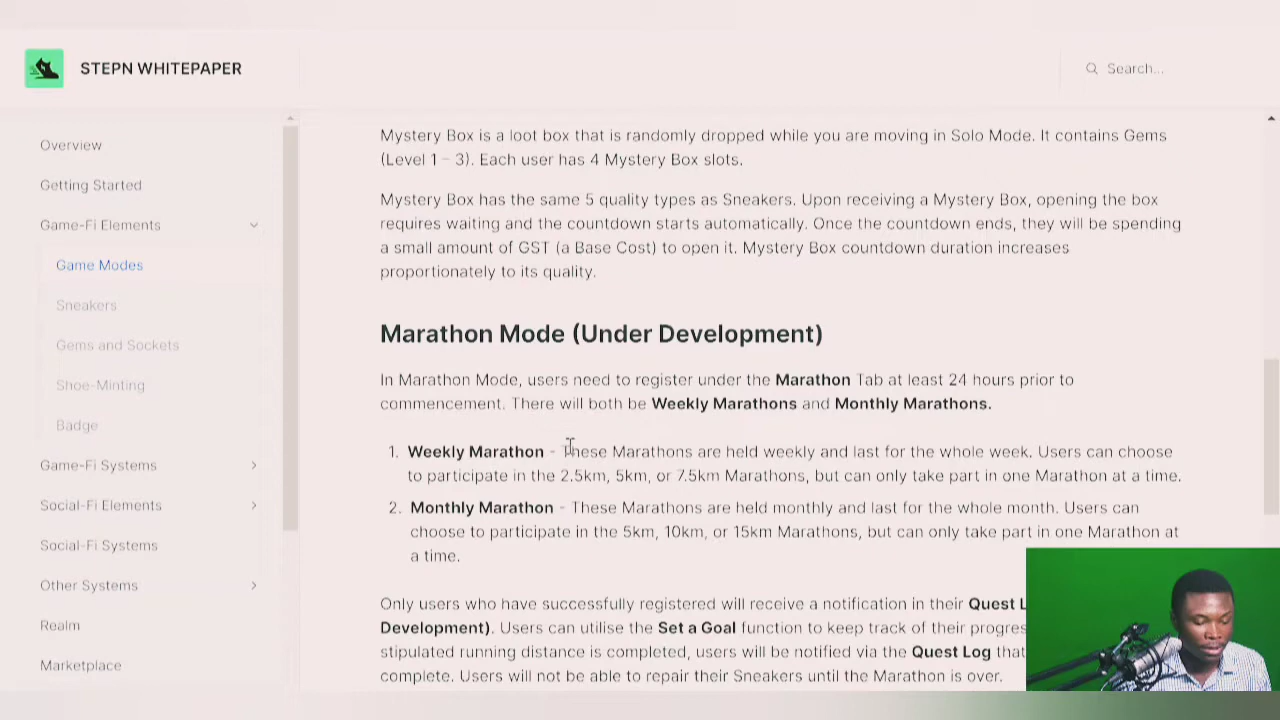 STEPN WHITEPAPER
Search...
Overview
Getting Started
Game-Fi Elements
Game Modes
Sneakers
Gems and Sockets
Shoe-Minting
Badge
Game-Fi Systems
Social-Fi Elements
Social-Fi Systems
Other Systems
Realm
Marketplace
Mystery Box is a loot box that is randomly dropped while you are moving in Solo Mode. It contains Gems
(Level 1 – 3). Each user has 4 Mystery Box slots.
Mystery Box has the same 5 quality types as Sneakers. Upon receiving a Mystery Box, opening the box
requires waiting and the countdown starts automatically. Once the countdown ends, they will be spending
a small amount of GST (a Base Cost) to open it. Mystery Box countdown duration increases
proportionately to its quality.
Marathon Mode (Under Development)
In Marathon Mode, users need to register under the Marathon Tab at least 24 hours prior to
commencement. There will both be Weekly Marathons and Monthly Marathons.
1. Weekly Marathon - These Marathons are held weekly and last for the whole week. Users can choose
to participate in the 2.5km, 5km, or 7.5km Marathons, but can only take part in one Marathon at a time.
2. Monthly Marathon - These Marathons are held monthly and last for the whole month. Users can
choose to participate in the 5km, 10km, or 15km Marathons, but can only take part in one Marathon at
a time.
Only users who have successfully registered will receive a notification in their Quest
Development). Users can utilise the Set a Goal function to keep track of their
stipulated running distance is completed, users will be notified via the Quest Log that
complete. Users will not be able to repair their Sneakers until the Marathon is over.